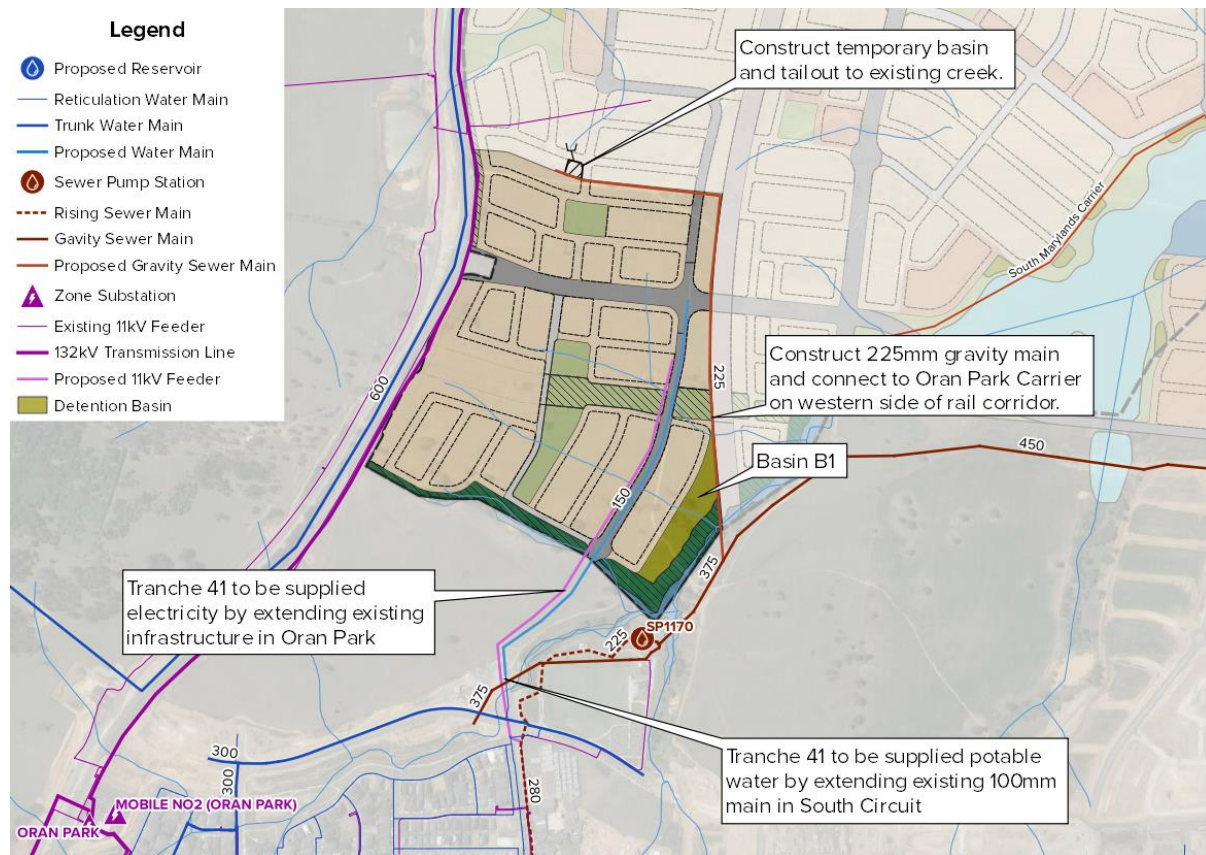 Legend
Proposed Reservoir
Reticulation Water Main
Trunk Water Main
Proposed Water Main
Sewer Pump Station
Rising Sewer Main
Gavity Sewer Main
Proposed Gravity Sewer Main
Zone Substation
Existing 11kV Feeder
132kV Transmission Line
Proposed 11kV Feeder
Detention Basin
Construct temporary basin
and tailout to existing creek.
South Marylands Carrier
600
225
Construct 225mm gravity main
and connect to Oran Park Carrier
on western side of rail corridor.
450
Basin B1
150
375
Tranche 41 to be supplied
electricity by extending existing
infrastructure in Oran Park
SP1170
225
375
300
300
280
Tranche 41 to be supplied potable
water by extending existing 100mm
main in South Circuit
MOBILE NO2 (ORAN PARK)
ORAN PARK